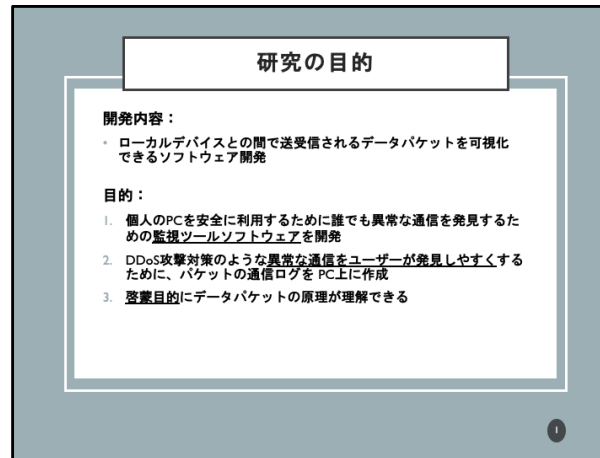 研究の目的
開発内容：
• ローカルデバイスとの間で送受信されるデータパケットを可視化
できるソフトウェア開発
目的：
1. 個人のPCを安全に利用するために誰でも異常な通信を発見するた
めの監視ツールソフトウェアを開発
2. DDoS攻撃対策のような異常な通信をユーザーが発見しやすくする
ために、パケットの通信ログを PC上に作成
3. 啓蒙目的にデータパケットの原理が理解できる
1